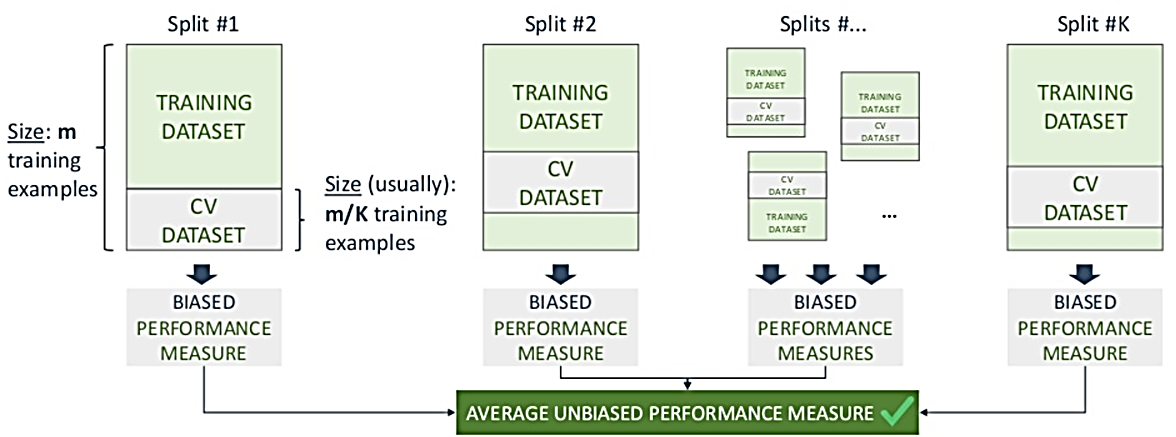 Split #1
Split #2
Splits #...
Split #K
Size: m
training
examples
TRAINING
DATASET
CV
DATASET
Size (usually):
m/K training
examples
TRAINING
DATASET
CV
DATASET
TRAINING
DATASET
CV
DATASET
TRAINING
DATASET
CV
DATASET
CV
DATASET
TRAINING
DATASET
...
TRAINING
DATASET
CV
DATASET
BIASED
PERFORMANCE
MEASURE
BIASED
PERFORMANCE
MEASURE
BIASED
PERFORMANCE
MEASURES
BIASED
PERFORMANCE
MEASURE
AVERAGE UNBIASED PERFORMANCE MEASURE